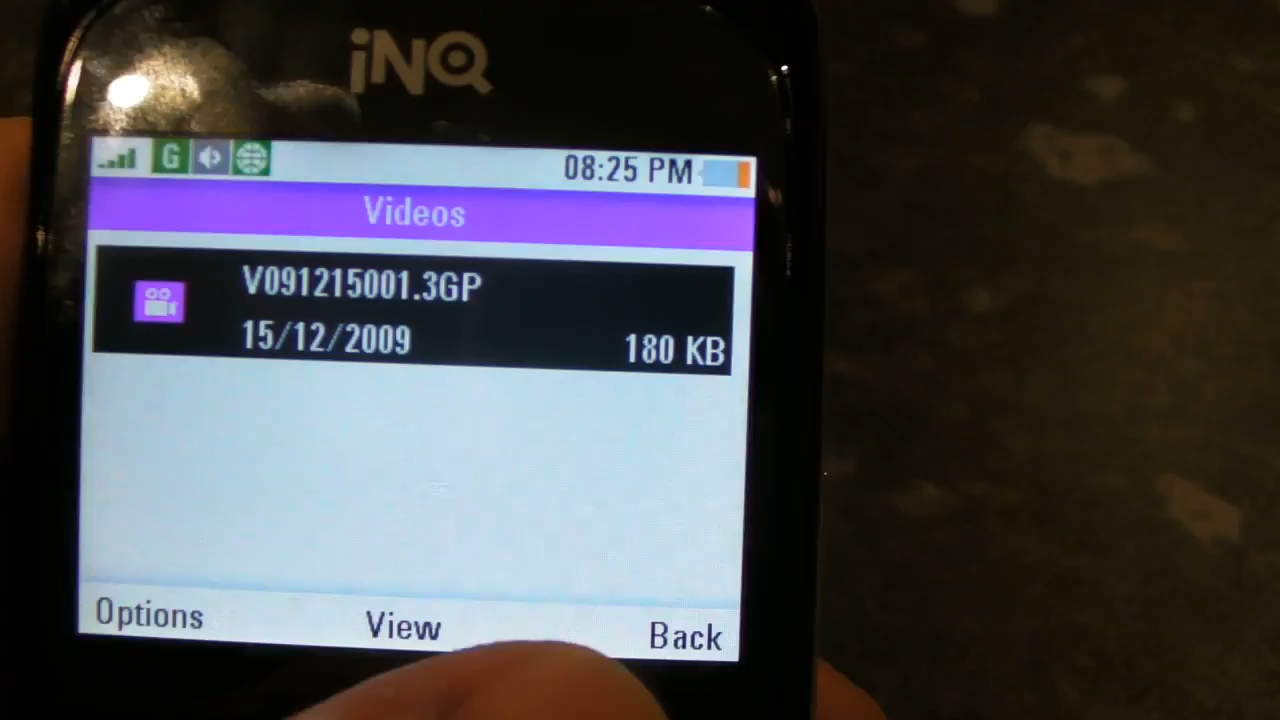 iNQ
G 08:25 PM
Videos
V091215001.3GP
15/12/2009 180 KB
Options View Back